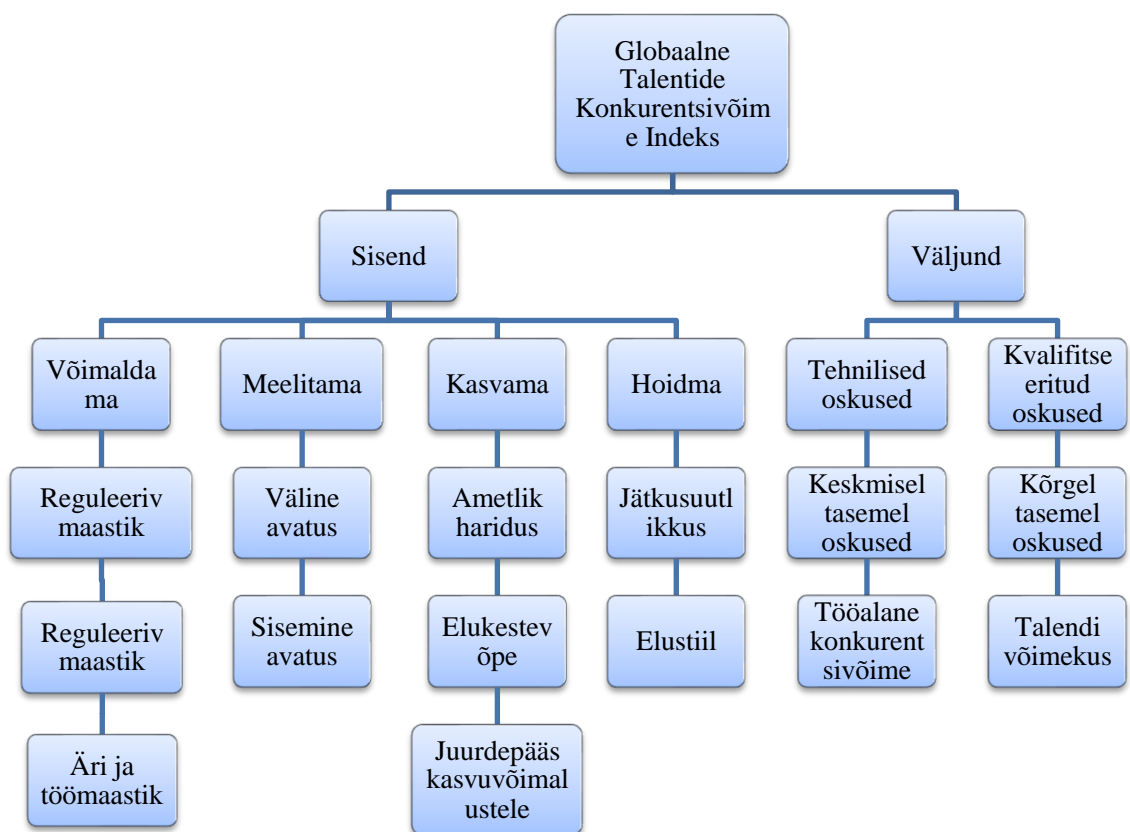 Globaalne
Talentide
Konkurentsivõim
e Indeks
Sisend
Väljund
Võimalda
ma
Meelitama
Kasvama
Hoidma
Tehnilised
oskused
Kvalifitse
eritud
oskused
Reguleeriv
maastik
Väline
avatus
Ametlik
haridus
Jätkusuutl
ikkus
Keskmisel
tasemel
oskused
Kõrgel
tasemel
oskused
Reguleeriv
maastik
Sisemine
avatus
Elukestev
õpe
Elustiil
Tööalane
konkurent
sivõime
Talendi
võimekus
Äri ja
töömaastik
Juurdepääs
kasvuvõimal
ustele